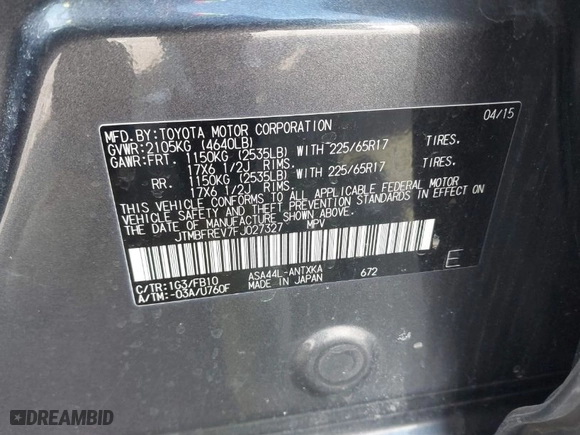 MFD.BY:TOYOTA MOTOR CORPORATION 04/15
GVWR:2105KG (4640LB)
GAWR:FRT. 1150KG (2535LB) WITH 225/65R17 TIRES.
17X6 1/2J RIMS.
RR. 1150KG (2535LB) WITH 225/65R17 TIRES.
17X6 1/2J RIMS.
THIS VEHICLE CONFORMS TO ALL APPLICABLE FEDERAL MOTOR
VEHICLE SAFETY AND THEFT PREVENTION STANDARDS IN EFFECT ON
THE DATE OF MANUFACTURE SHOWN ABOVE.
JTMBFREV7FJ027327 MPV
C/TR:1G3/FB10 ASA44L-ANTXKA 672 E
A/TM:-03A/U760F MADE IN JAPAN
DREAMBID